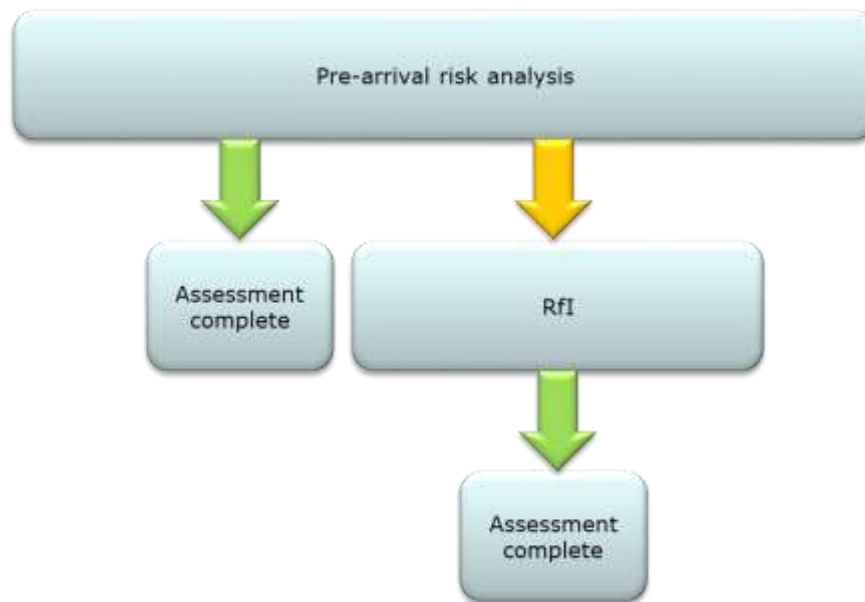 Pre-arrival risk analysis
Assessment
complete
RfI
Assessment
complete